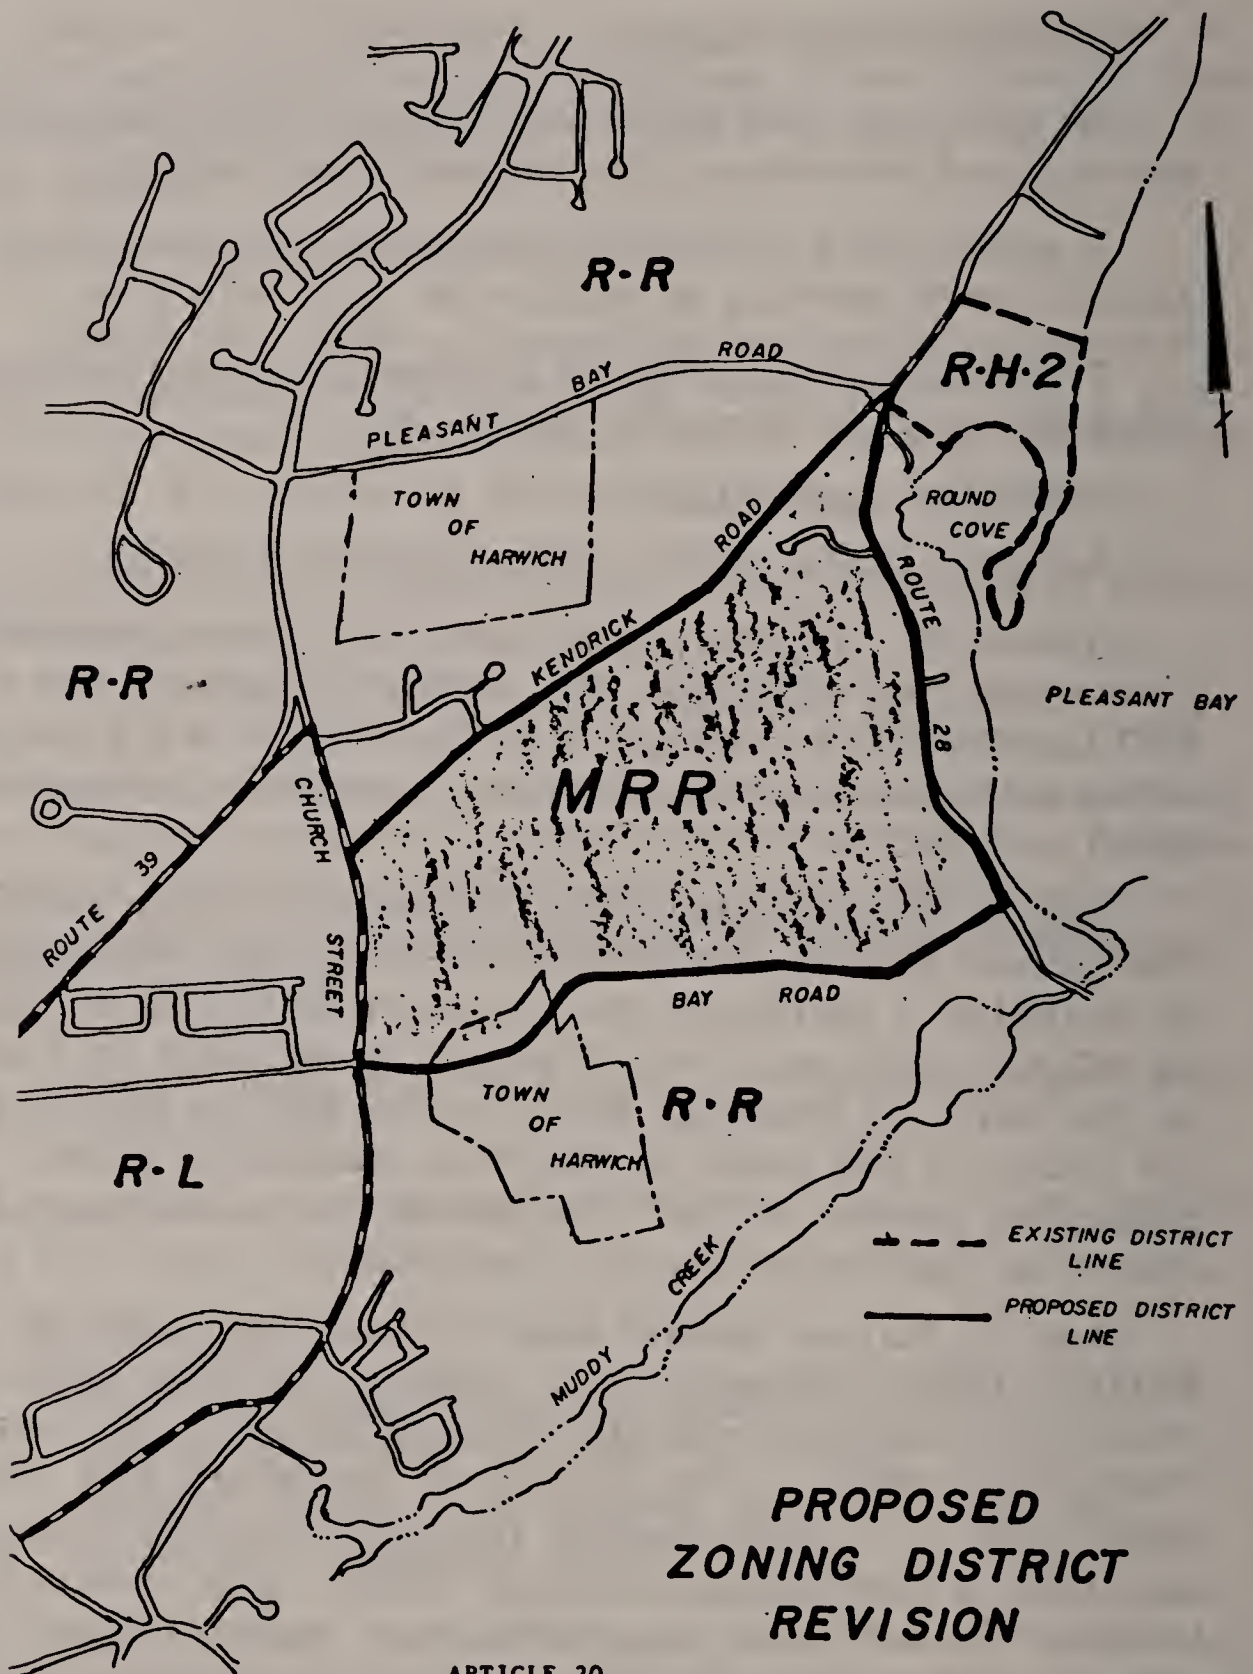 R·R
PLEASANT BAY ROAD
R·H·2
TOWN
OF
HARWICH
ROUND
COVE
KENDRICK ROAD
ROUTE 28
R·R
PLEASANT BAY
MRR
CHURCH STREET
ROUTE 39
BAY ROAD
TOWN
OF
HARWICH
R·R
R·L
MUDDY CREEK
EXISTING DISTRICT
LINE
PROPOSED DISTRICT
LINE
PROPOSED
ZONING DISTRICT
REVISION
ARTICLE 20